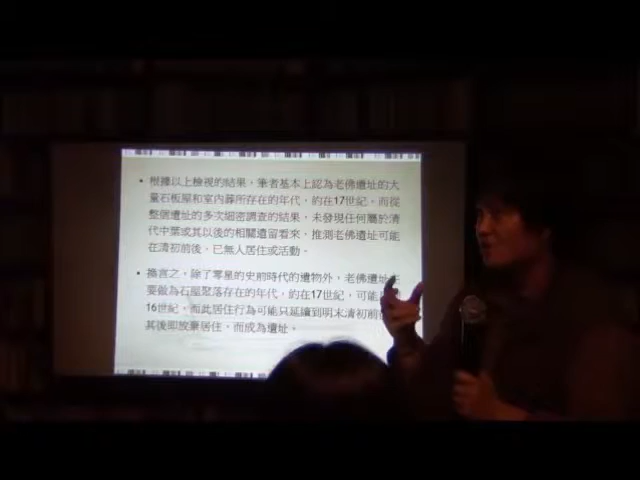 • 根據以上檢視的結果，筆者基本上認為老佛遺址的大
量石板屋和室內葬所存在的年代，約在17世紀。而從
整個遺址的多次細密調查的結果，未發現任何屬於清
代中葉或其以後的相關遺留看來，推測老佛遺址可能
在清初前後，已無人居住或活動。
• 換言之，除了零星的史前時代的遺物外，老佛遺址
要做為石屋聚落存在的年代，約在17世紀，可能
16世紀，而此居住行為可能只延續到明末清初前
其後即放棄居住，而成為遺址。